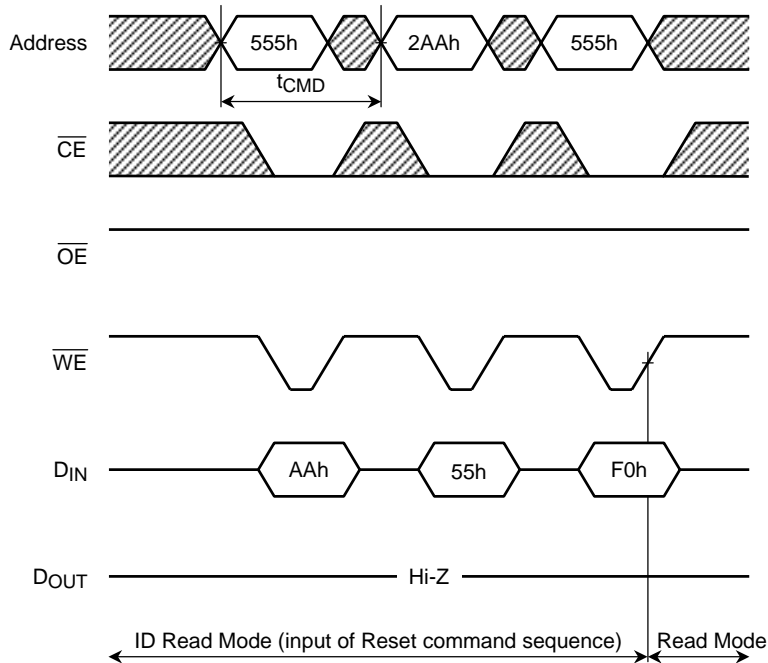 Address 555h 2AAh 555h
tCMD
CE
OE
WE
DIN AAh 55h F0h
DOUT Hi-Z
ID Read Mode (input of Reset command sequence) Read Mode